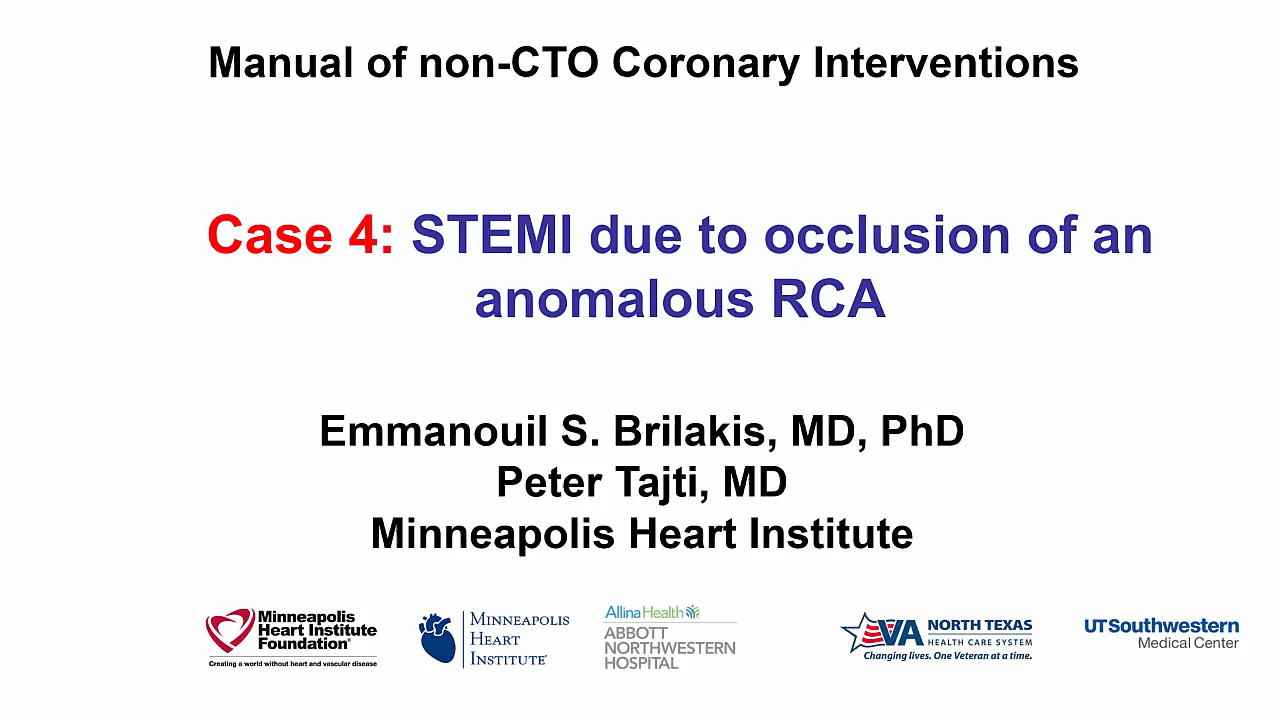 Manual of non-CTO Coronary Interventions
Case 4: STEMI due to occlusion of an
anomalous RCA
Emmanouil S. Brilakis, MD, PhD
Peter Tajti, MD
Minneapolis Heart Institute
Minneapolis
Heart Institute
Foundation®
Creating a world without heart and vascular disease
MINNEAPOLIS
HEART
INSTITUTE®
Allina Health
ABBOTT
NORTHWESTERN
HOSPITAL
VA NORTH TEXAS
HEALTH CARE SYSTEM
Changing lives. One Veteran at a time.
UTSouthwestern
Medical Center